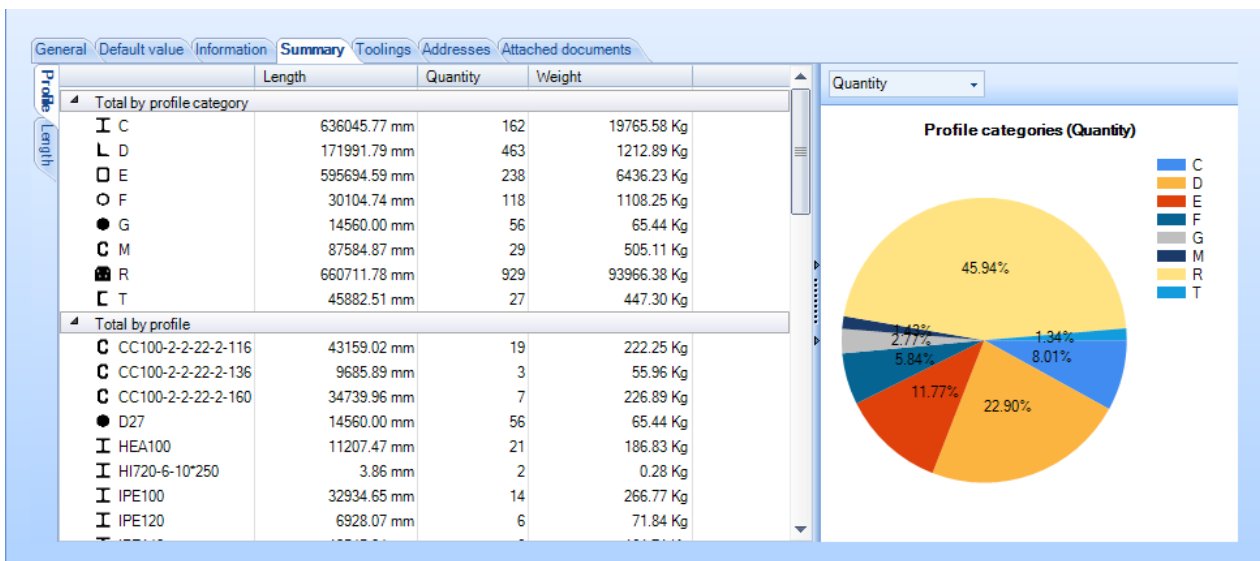 General Default value Information Summary Toolings Addresses Attached documents
Profile
Length
Length Quantity Weight
Total by profile category
C 636045.77 mm 162 19765.58 Kg
D 171991.79 mm 463 1212.89 Kg
E 595694.59 mm 238 6436.23 Kg
F 30104.74 mm 118 1108.25 Kg
G 14560.00 mm 56 65.44 Kg
M 87584.87 mm 29 505.11 Kg
R 660711.78 mm 929 93966.38 Kg
T 45882.51 mm 27 447.30 Kg
Total by profile
CC100-2-2-22-2-116 43159.02 mm 19 222.25 Kg
CC100-2-2-22-2-136 9685.89 mm 3 55.96 Kg
CC100-2-2-22-2-160 34739.96 mm 7 226.89 Kg
D27 14560.00 mm 56 65.44 Kg
HEA100 11207.47 mm 21 186.83 Kg
HI720-6-10*250 3.86 mm 2 0.28 Kg
IPE100 32934.65 mm 14 266.77 Kg
IPE120 6928.07 mm 6 71.84 Kg
Quantity
Profile categories (Quantity)
C
D
E
F
G
M
R
T
45.94%
1.43%
2.77%
1.34%
5.84%
8.01%
11.77%
22.90%